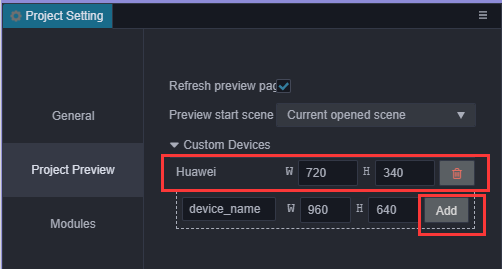 Project Setting
General
Project Preview
Modules
Refresh preview pag
Preview start scene Current opened scene
Custom Devices
Huawei W 720 H 340
device_name W 960 H 640 Add